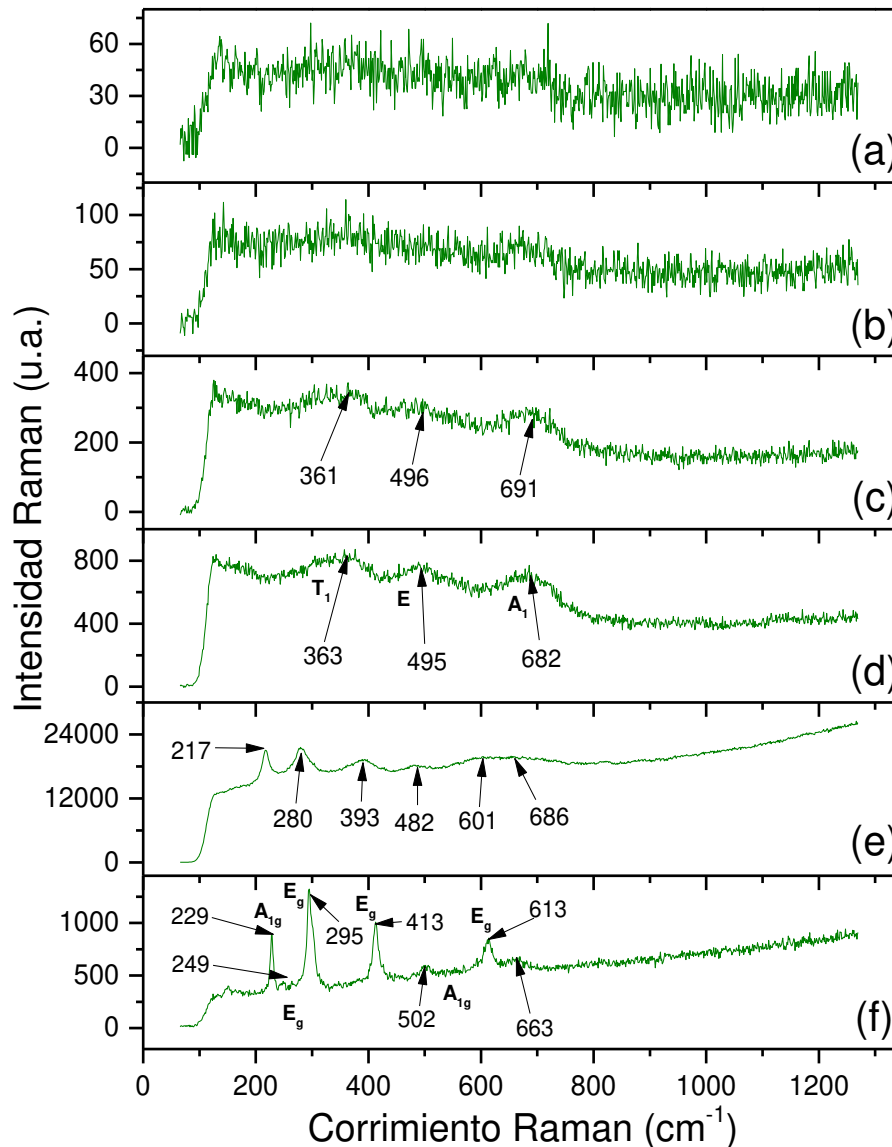 Intensidad Raman (u.a.)
60
30
0
(a)
100
50
0
(b)
400
200
0
361
496
691
(c)
800
400
0
T₁
E
A₁
363
495
682
(d)
24000
12000
0
217
280
393
482
601
686
(e)
1000
500
0
229
A₁g
249
Eg
Eg
295
Eg
413
502
A₁g
Eg
613
663
(f)
0 200 400 600 800 1000 1200
Corrimiento Raman (cm⁻¹)